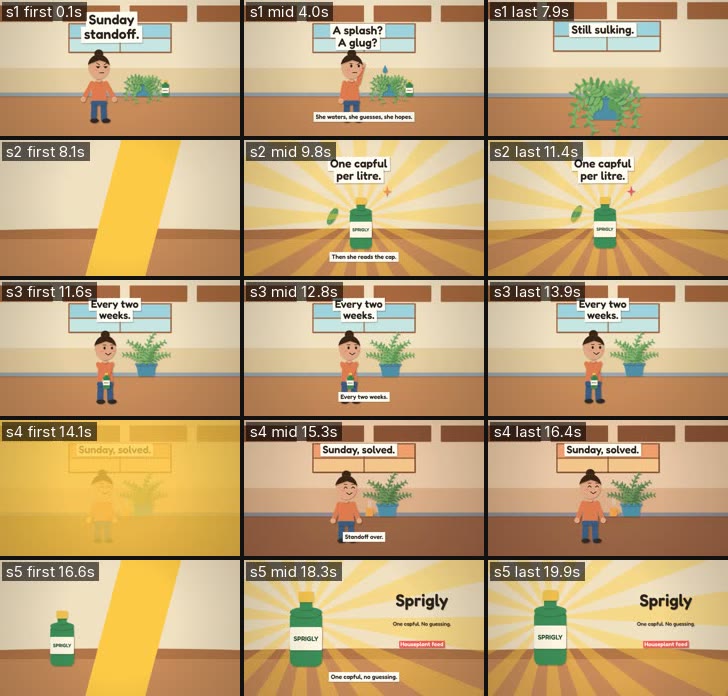 s1 first 0.1s
Sunday
standoff.
s1 mid 4.0s
A splash?
A glug?
She waters, she guesses, she hopes.
s1 last 7.9s
Still sulking.
s2 first 8.1s
s2 mid 9.8s
One capful
per litre.
SPRIGLY
Then she reads the cap.
s2 last 11.4s
One capful
per litre.
SPRIGLY
s3 first 11.6s
Every two
weeks.
s3 mid 12.8s
Every two
weeks.
Every two weeks.
s3 last 13.9s
Every two
weeks.
s4 first 14.1s
Sunday, solved.
s4 mid 15.3s
Sunday, solved.
Standoff over.
s4 last 16.4s
Sunday, solved.
s5 first 16.6s
SPRIGLY
s5 mid 18.3s
SPRIGLY
Sprigly
One capful. No guessing.
Houseplant feed
One capful, no guessing.
s5 last 19.9s
SPRIGLY
Sprigly
One capful. No guessing.
Houseplant feed